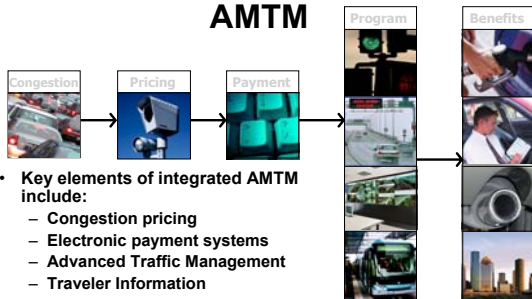 AMTM
Program
Benefits
Congestion
Pricing
Payment
• Key elements of integrated AMTM
include:
– Congestion pricing
– Electronic payment systems
– Advanced Traffic Management
– Traveler Information